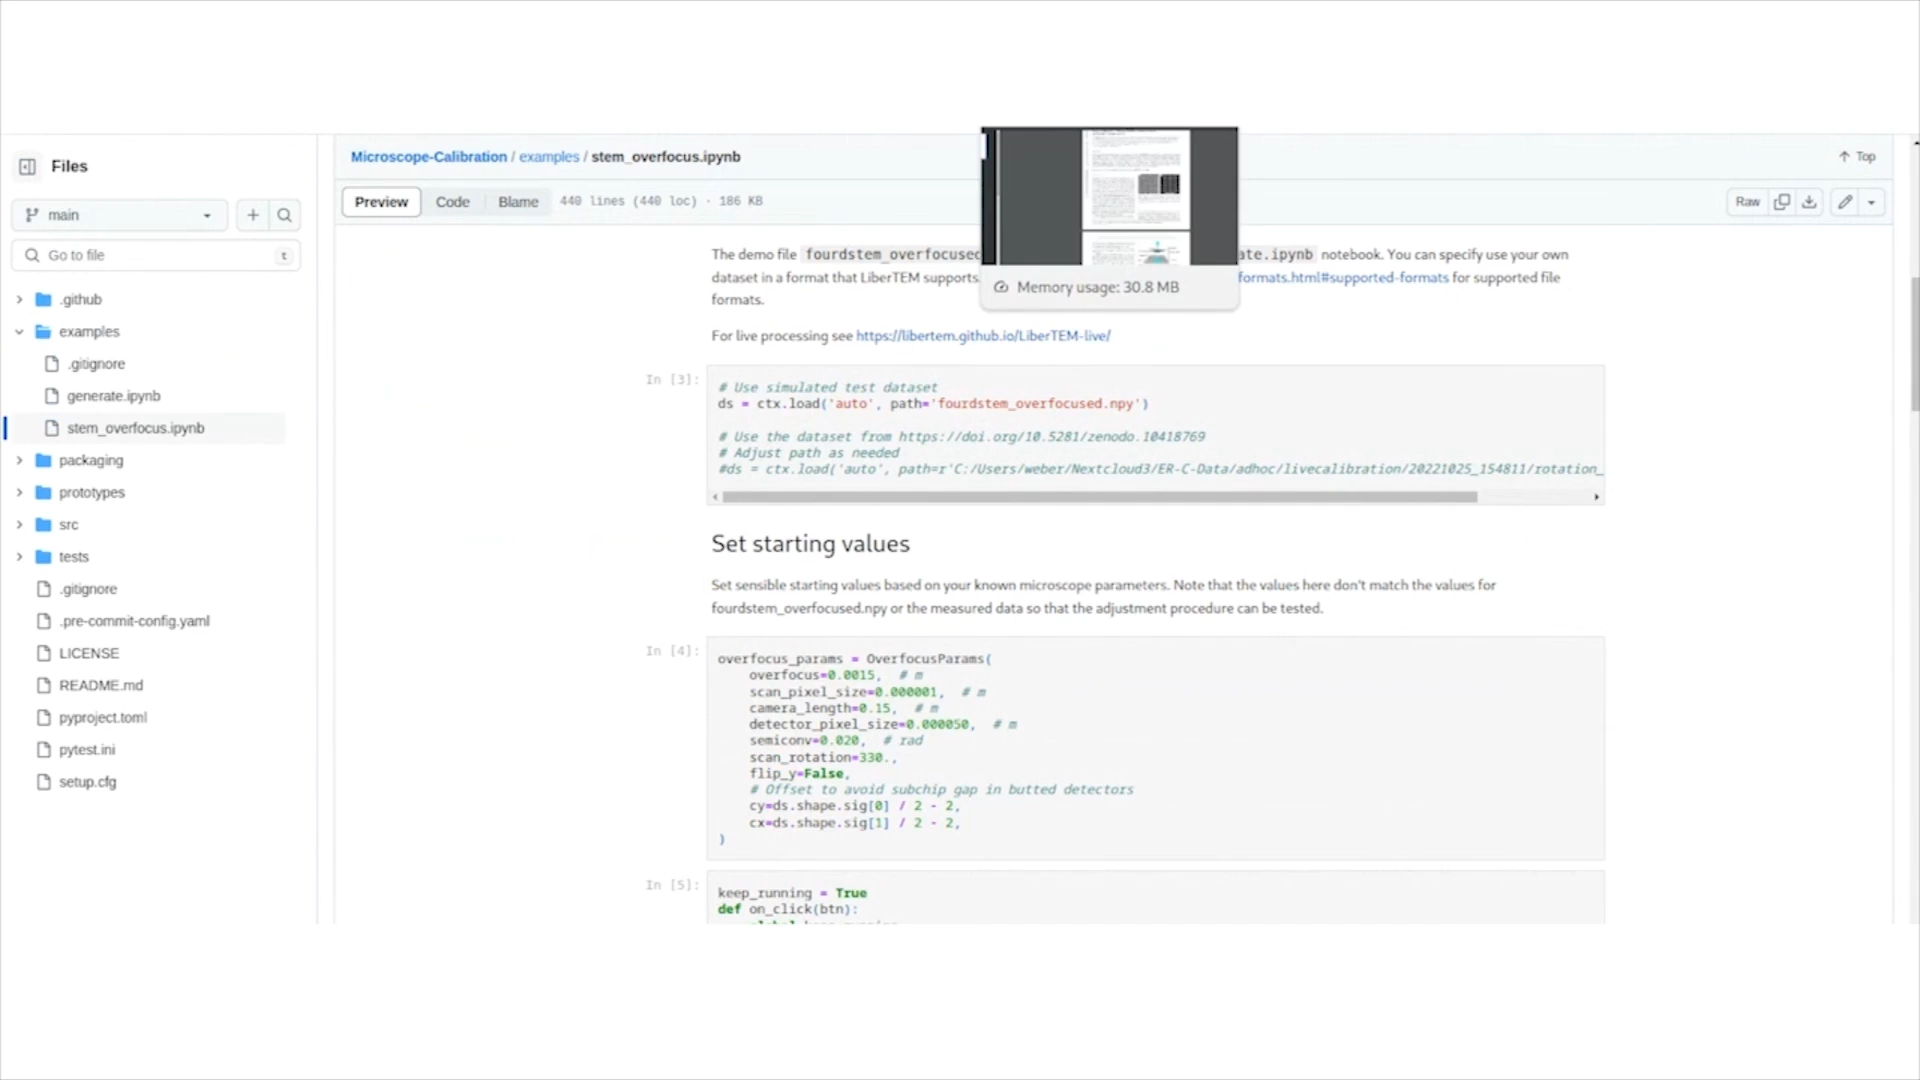 Files
main
Go to file
t
.github
examples
.gitignore
generate.ipynb
stem_overfocus.ipynb
packaging
prototypes
src
tests
.gitignore
.pre-commit-config.yaml
LICENSE
README.md
pyproject.toml
pytest.ini
setup.cfg
Microscope-Calibration / examples / stem_overfocus.ipynb
Top
Preview Code Blame 440 lines (440 loc) · 186 KB
Raw
Memory usage: 30.8 MB
The demo file fourdstem_overfocused ate.ipynb notebook. You can specify use your own
dataset in a format that LiberTEM supports. formats.html#supported-formats for supported file
formats.
For live processing see https://libertem.github.io/LiberTEM-live/
In [3]:
# Use simulated test dataset
ds = ctx.load('auto', path='fourdstem_overfocused.npy')
# Use the dataset from https://doi.org/10.5281/zenodo.10418769
# Adjust path as needed
#ds = ctx.load('auto', path=r'C:/Users/weber/Nextcloud3/ER-C-Data/adhoc/livecalibration/20221025_154811/rotation_
Set starting values
Set sensible starting values based on your known microscope parameters. Note that the values here don't match the values for
fourdstem_overfocused.npy or the measured data so that the adjustment procedure can be tested.
In [4]:
overfocus_params = OverfocusParams(
overfocus=0.0015, # m
scan_pixel_size=0.000001, # m
camera_length=0.15, # m
detector_pixel_size=0.000050, # m
semiconv=0.020, # rad
scan_rotation=330.,
flip_y=False,
# Offset to avoid subchip gap in butted detectors
cy=ds.shape.sig[0] / 2 - 2,
cx=ds.shape.sig[1] / 2 - 2,
)
In [5]:
keep_running = True
def on_click(btn):